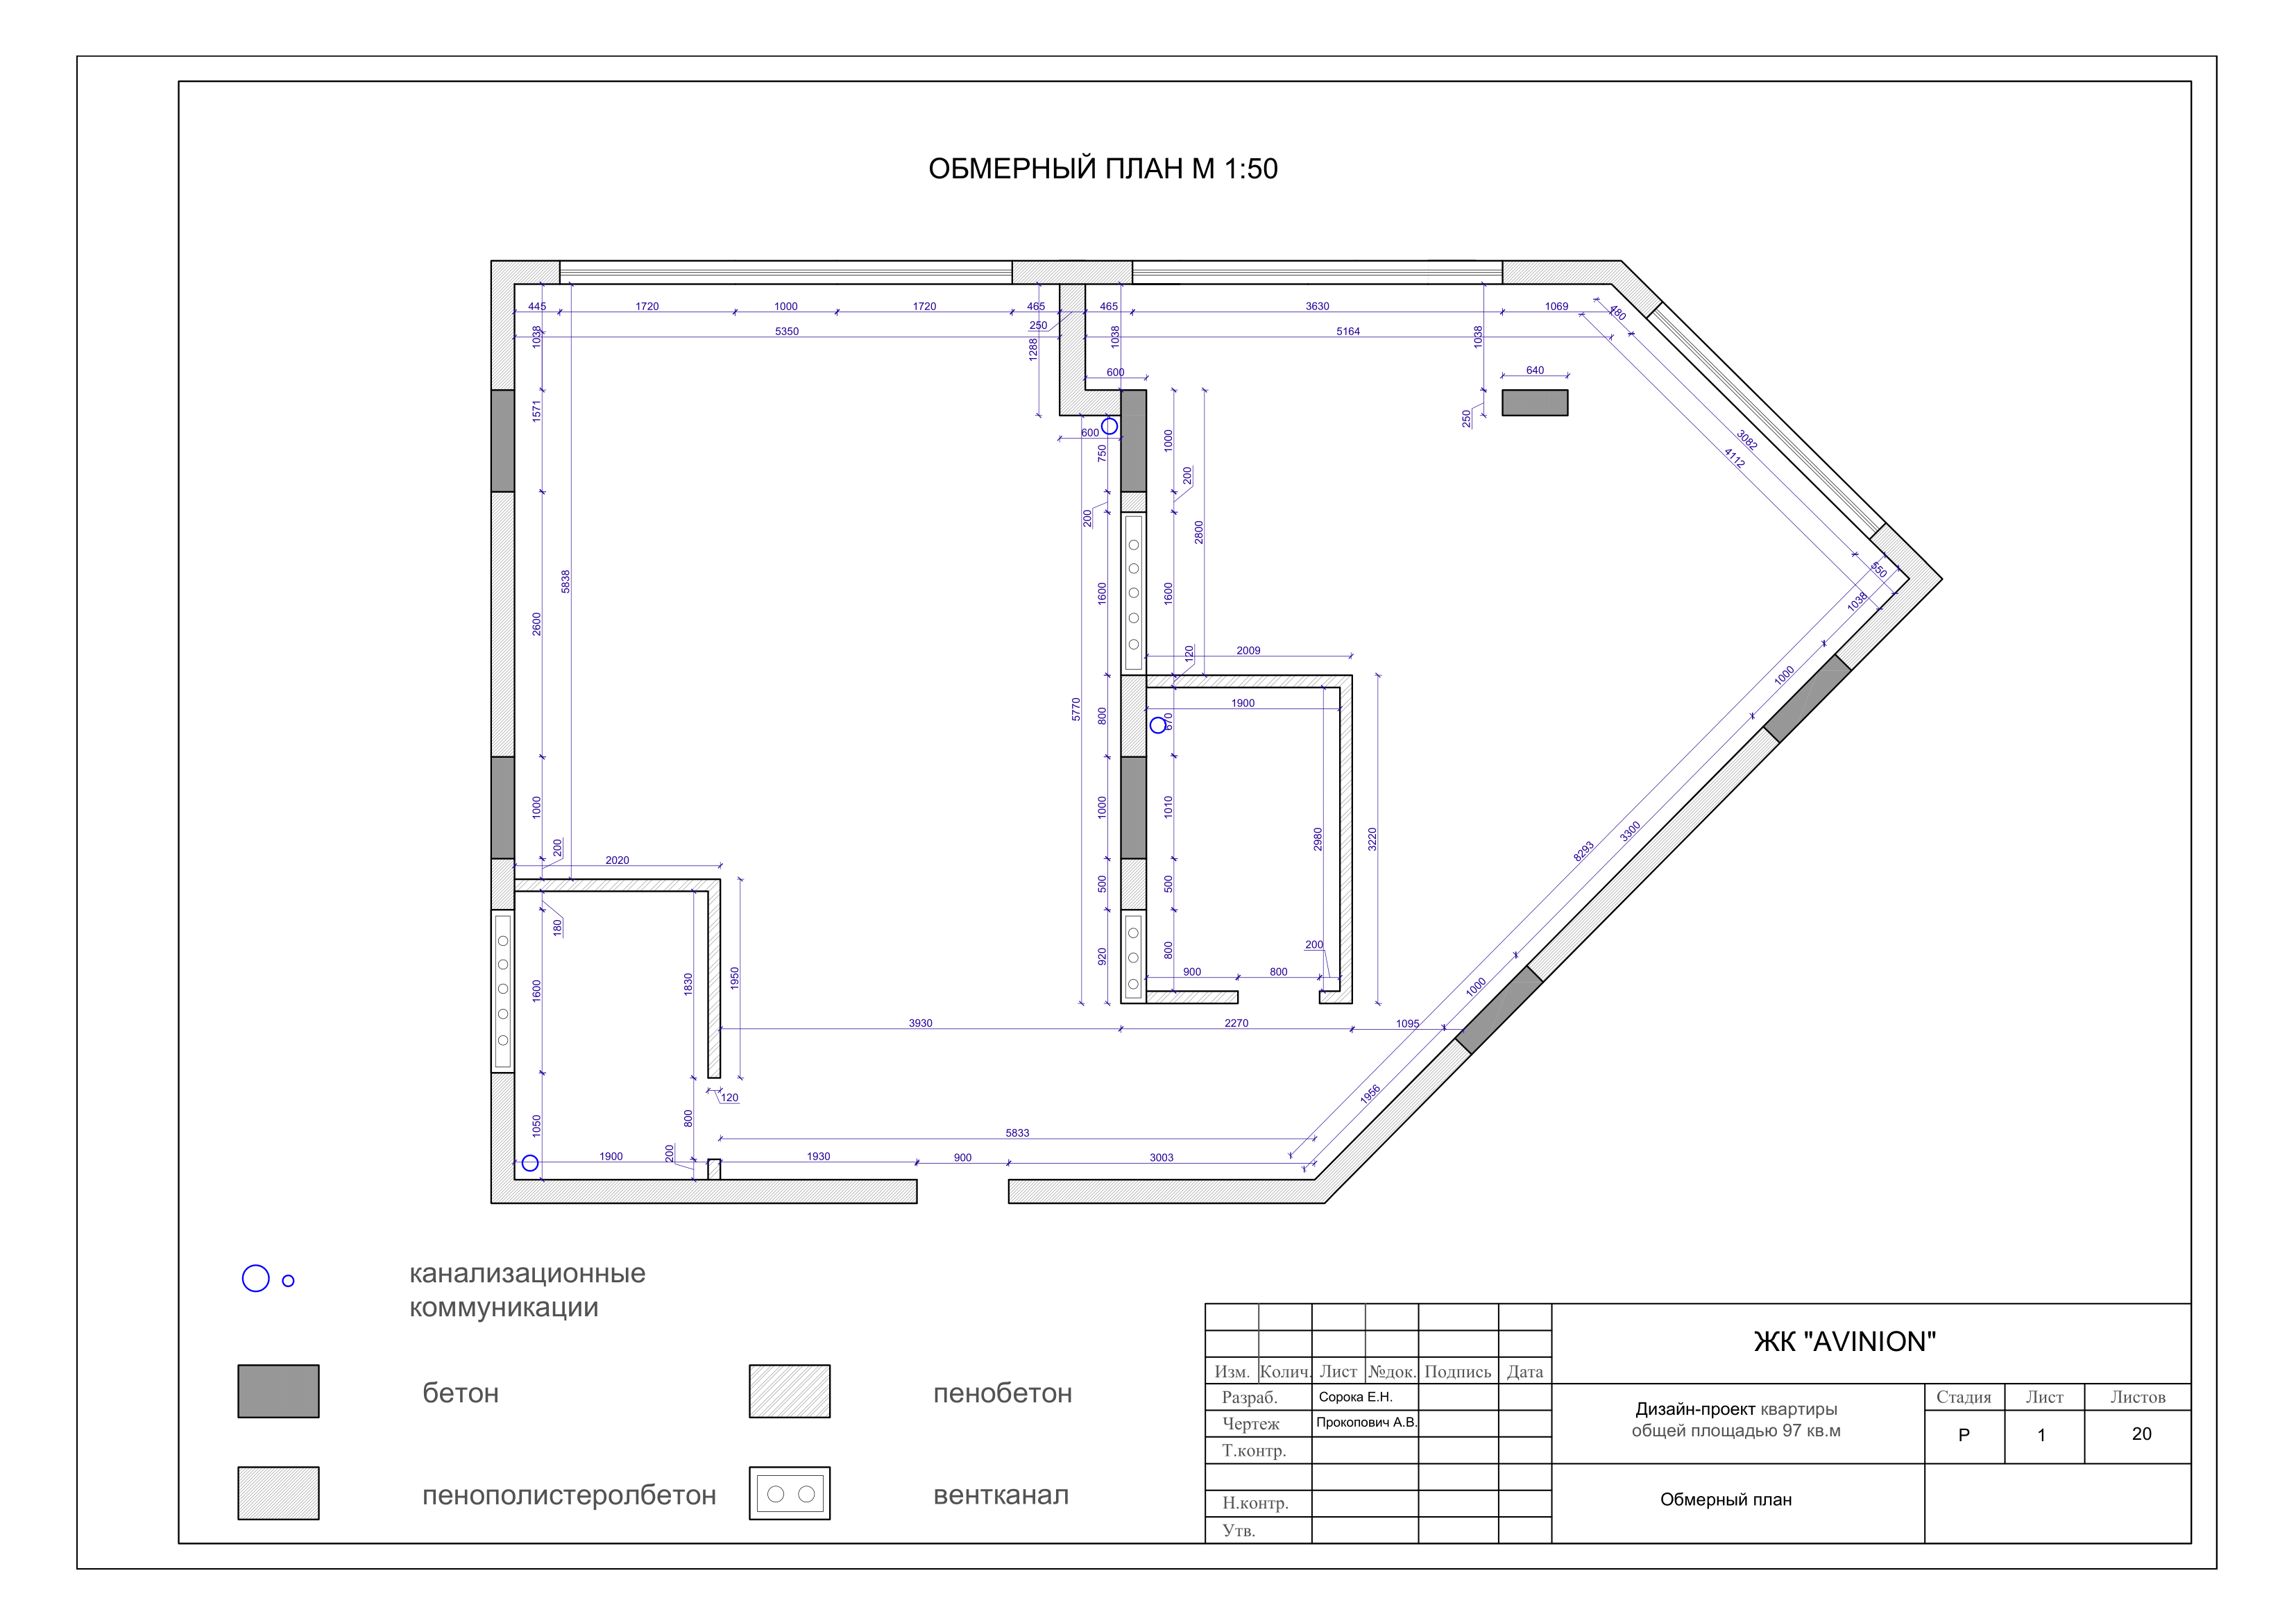 ОБМЕРНЫЙ ПЛАН М 1:50
445 1720 1000 1720 465 465 3630 1069 480
5350 250 5164
1038 1288 1038 1038
600 640
1571 250
600 750 1000 3082
4112
200
200
2800
5838 2600 1600 1600 550
1038
120 2009
1000
1900
5770 800 670
1000 1000 1010 2980 3220 3300
8293
200
2020
500 500
180
920 800 200
900 800
1600 1830 1950 1000
3930 2270 1095
120 1956
1050 800
5833
200
1900 1930 900 3003
канализационные
коммуникации
бетон
пенобетон
пенополистеролбетон
вентканал
ЖК "AVINION"
Изм. Колич. Лист №док. Подпись Дата
Разраб. Сорока Е.Н.
Чертеж Прокопович А.В.
Т.контр.
Н.контр.
Утв.
Дизайн-проект квартиры
общей площадью 97 кв.м
Стадия Лист Листов
Р 1 20
Обмерный план